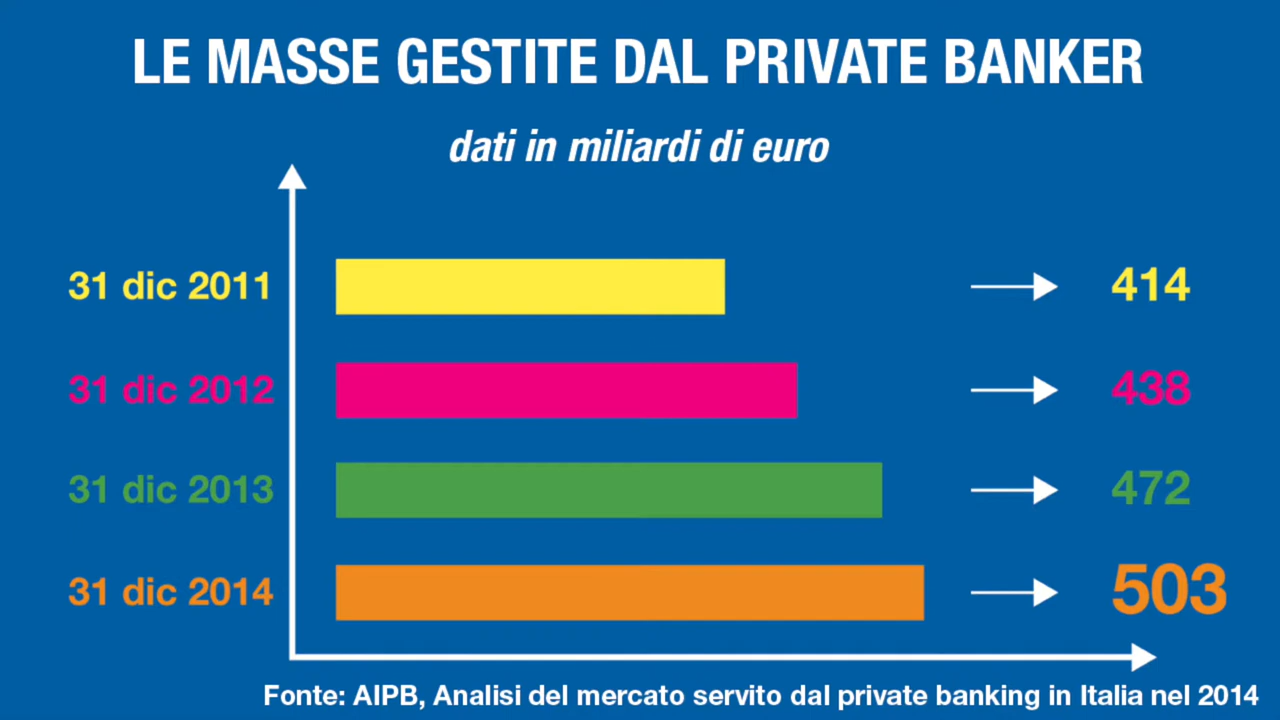 LE MASSE GESTITE DAL PRIVATE BANKER
dati in miliardi di euro
31 dic 2011 414
31 dic 2012 438
31 dic 2013 472
31 dic 2014 503
Fonte: AIPB, Analisi del mercato servito dal private banking in Italia nel 2014